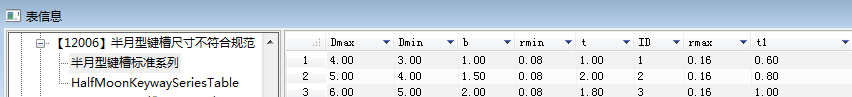 表信息
【12006】半月型键槽尺寸不符合规范
半月型键槽标准系列
HalfMoonKeywaySeriesTable
Dmax Dmin b rmin t ID rmax t1
1 4.00 3.00 1.00 0.08 1.00 1 0.16 0.60
2 5.00 4.00 1.50 0.08 2.00 2 0.16 0.80
3 6.00 5.00 2.00 0.08 1.80 3 0.16 1.00